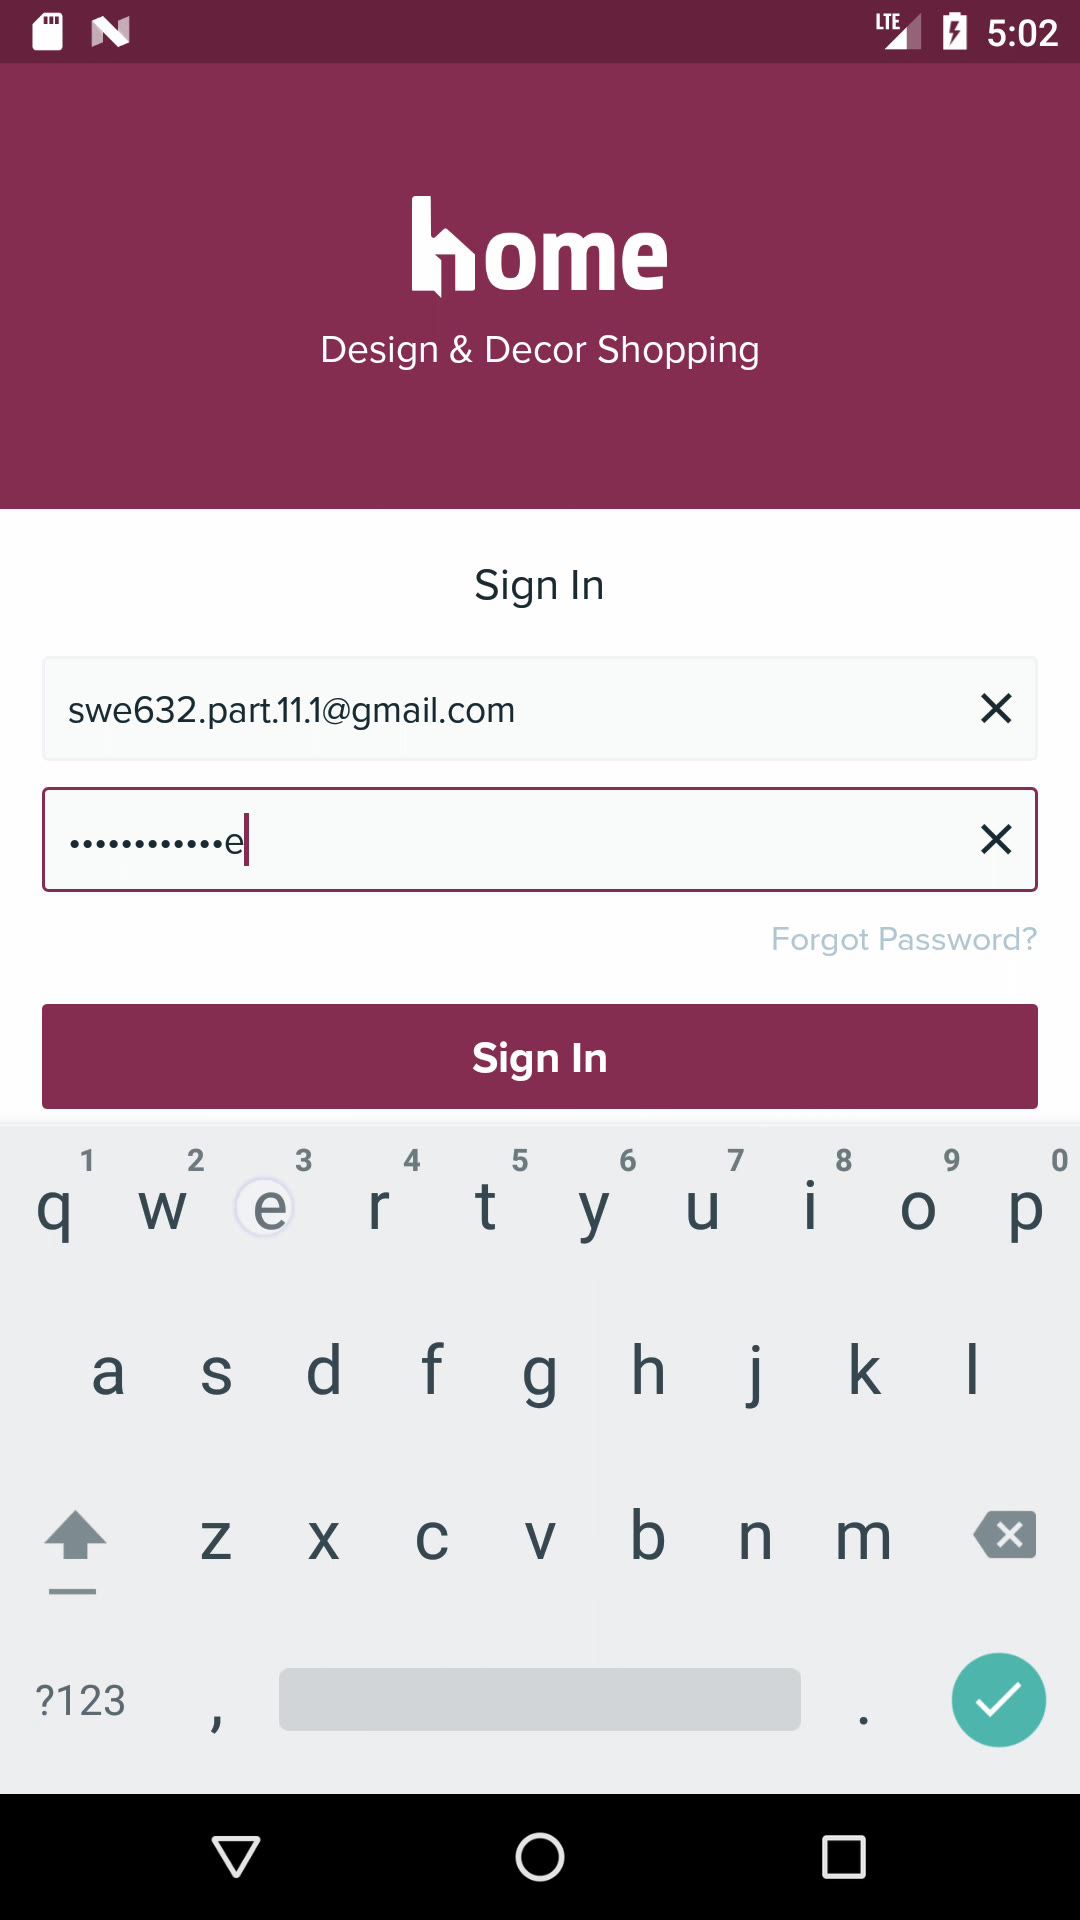 LTE 5:02
home
Design & Decor Shopping
Sign In
swe632.part.11.1@gmail.com
••••••••••••e
Forgot Password?
Sign In
1 2 3 4 5 6 7 8 9 0
q w e r t y u i o p
a s d f g h j k l
z x c v b n m
?123 , .